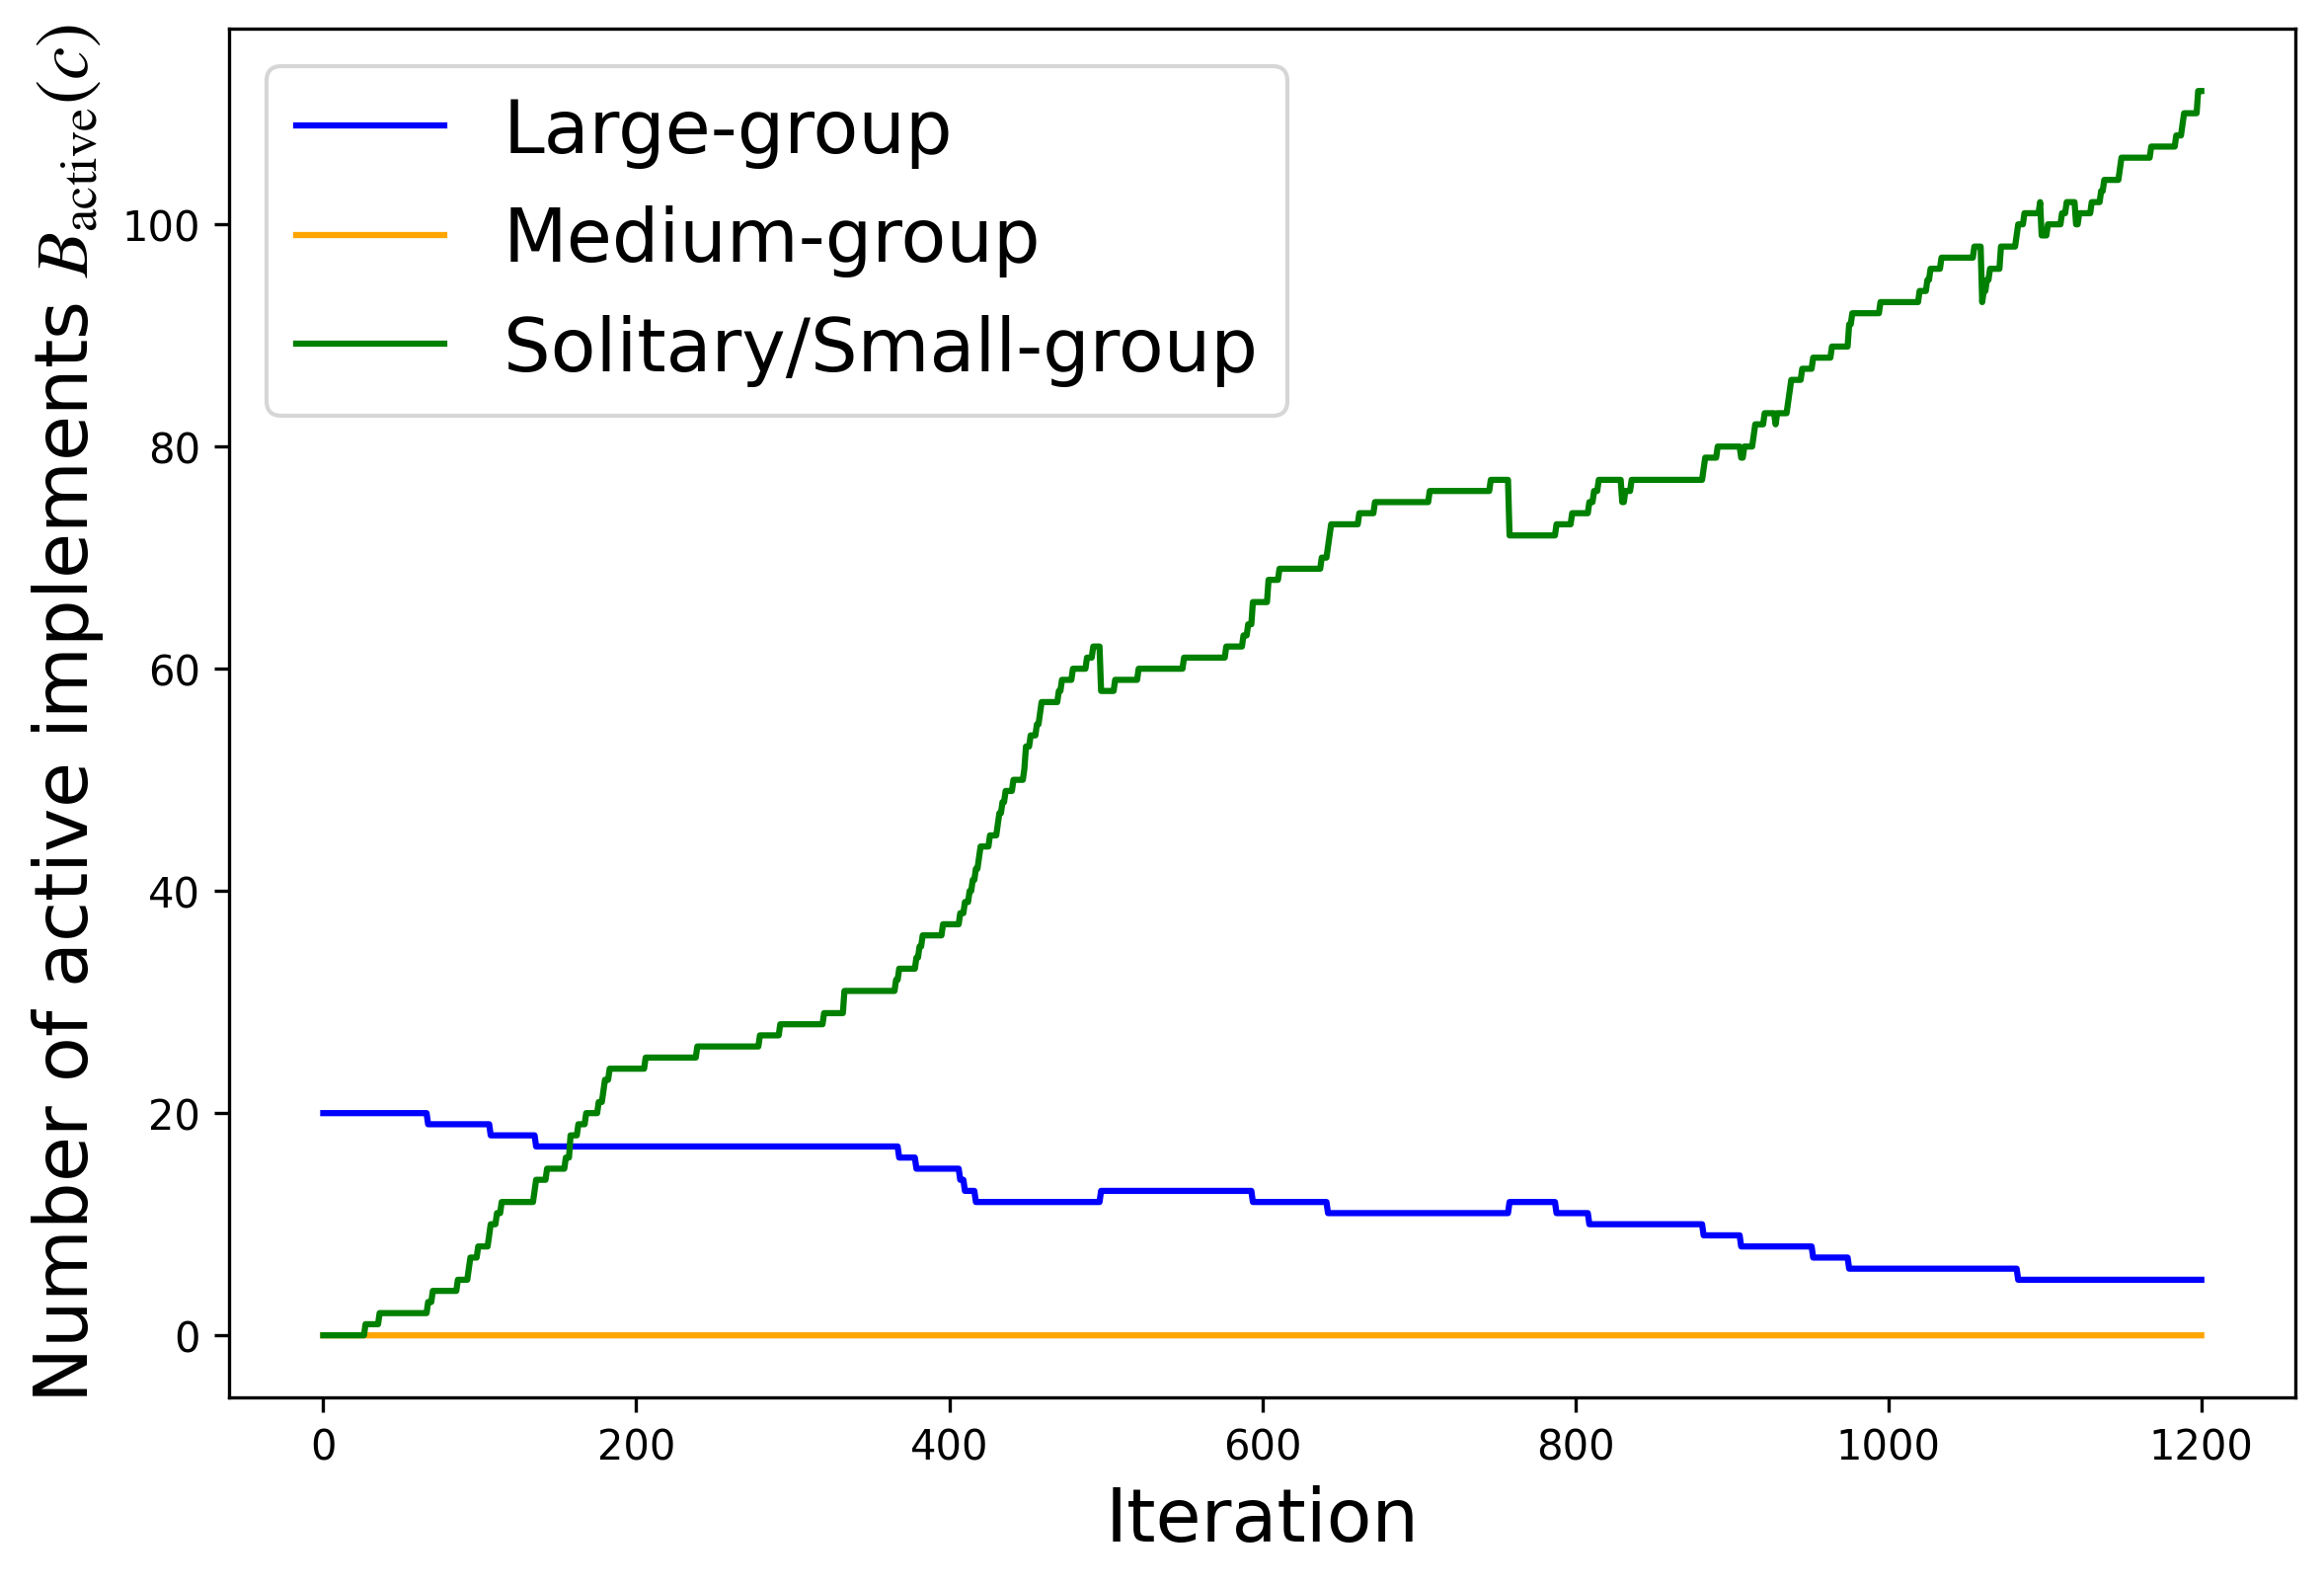 Number of active implements B_active(c)
Large-group
Medium-group
Solitary/Small-group
100
80
60
40
20
0
0 200 400 600 800 1000 1200
Iteration